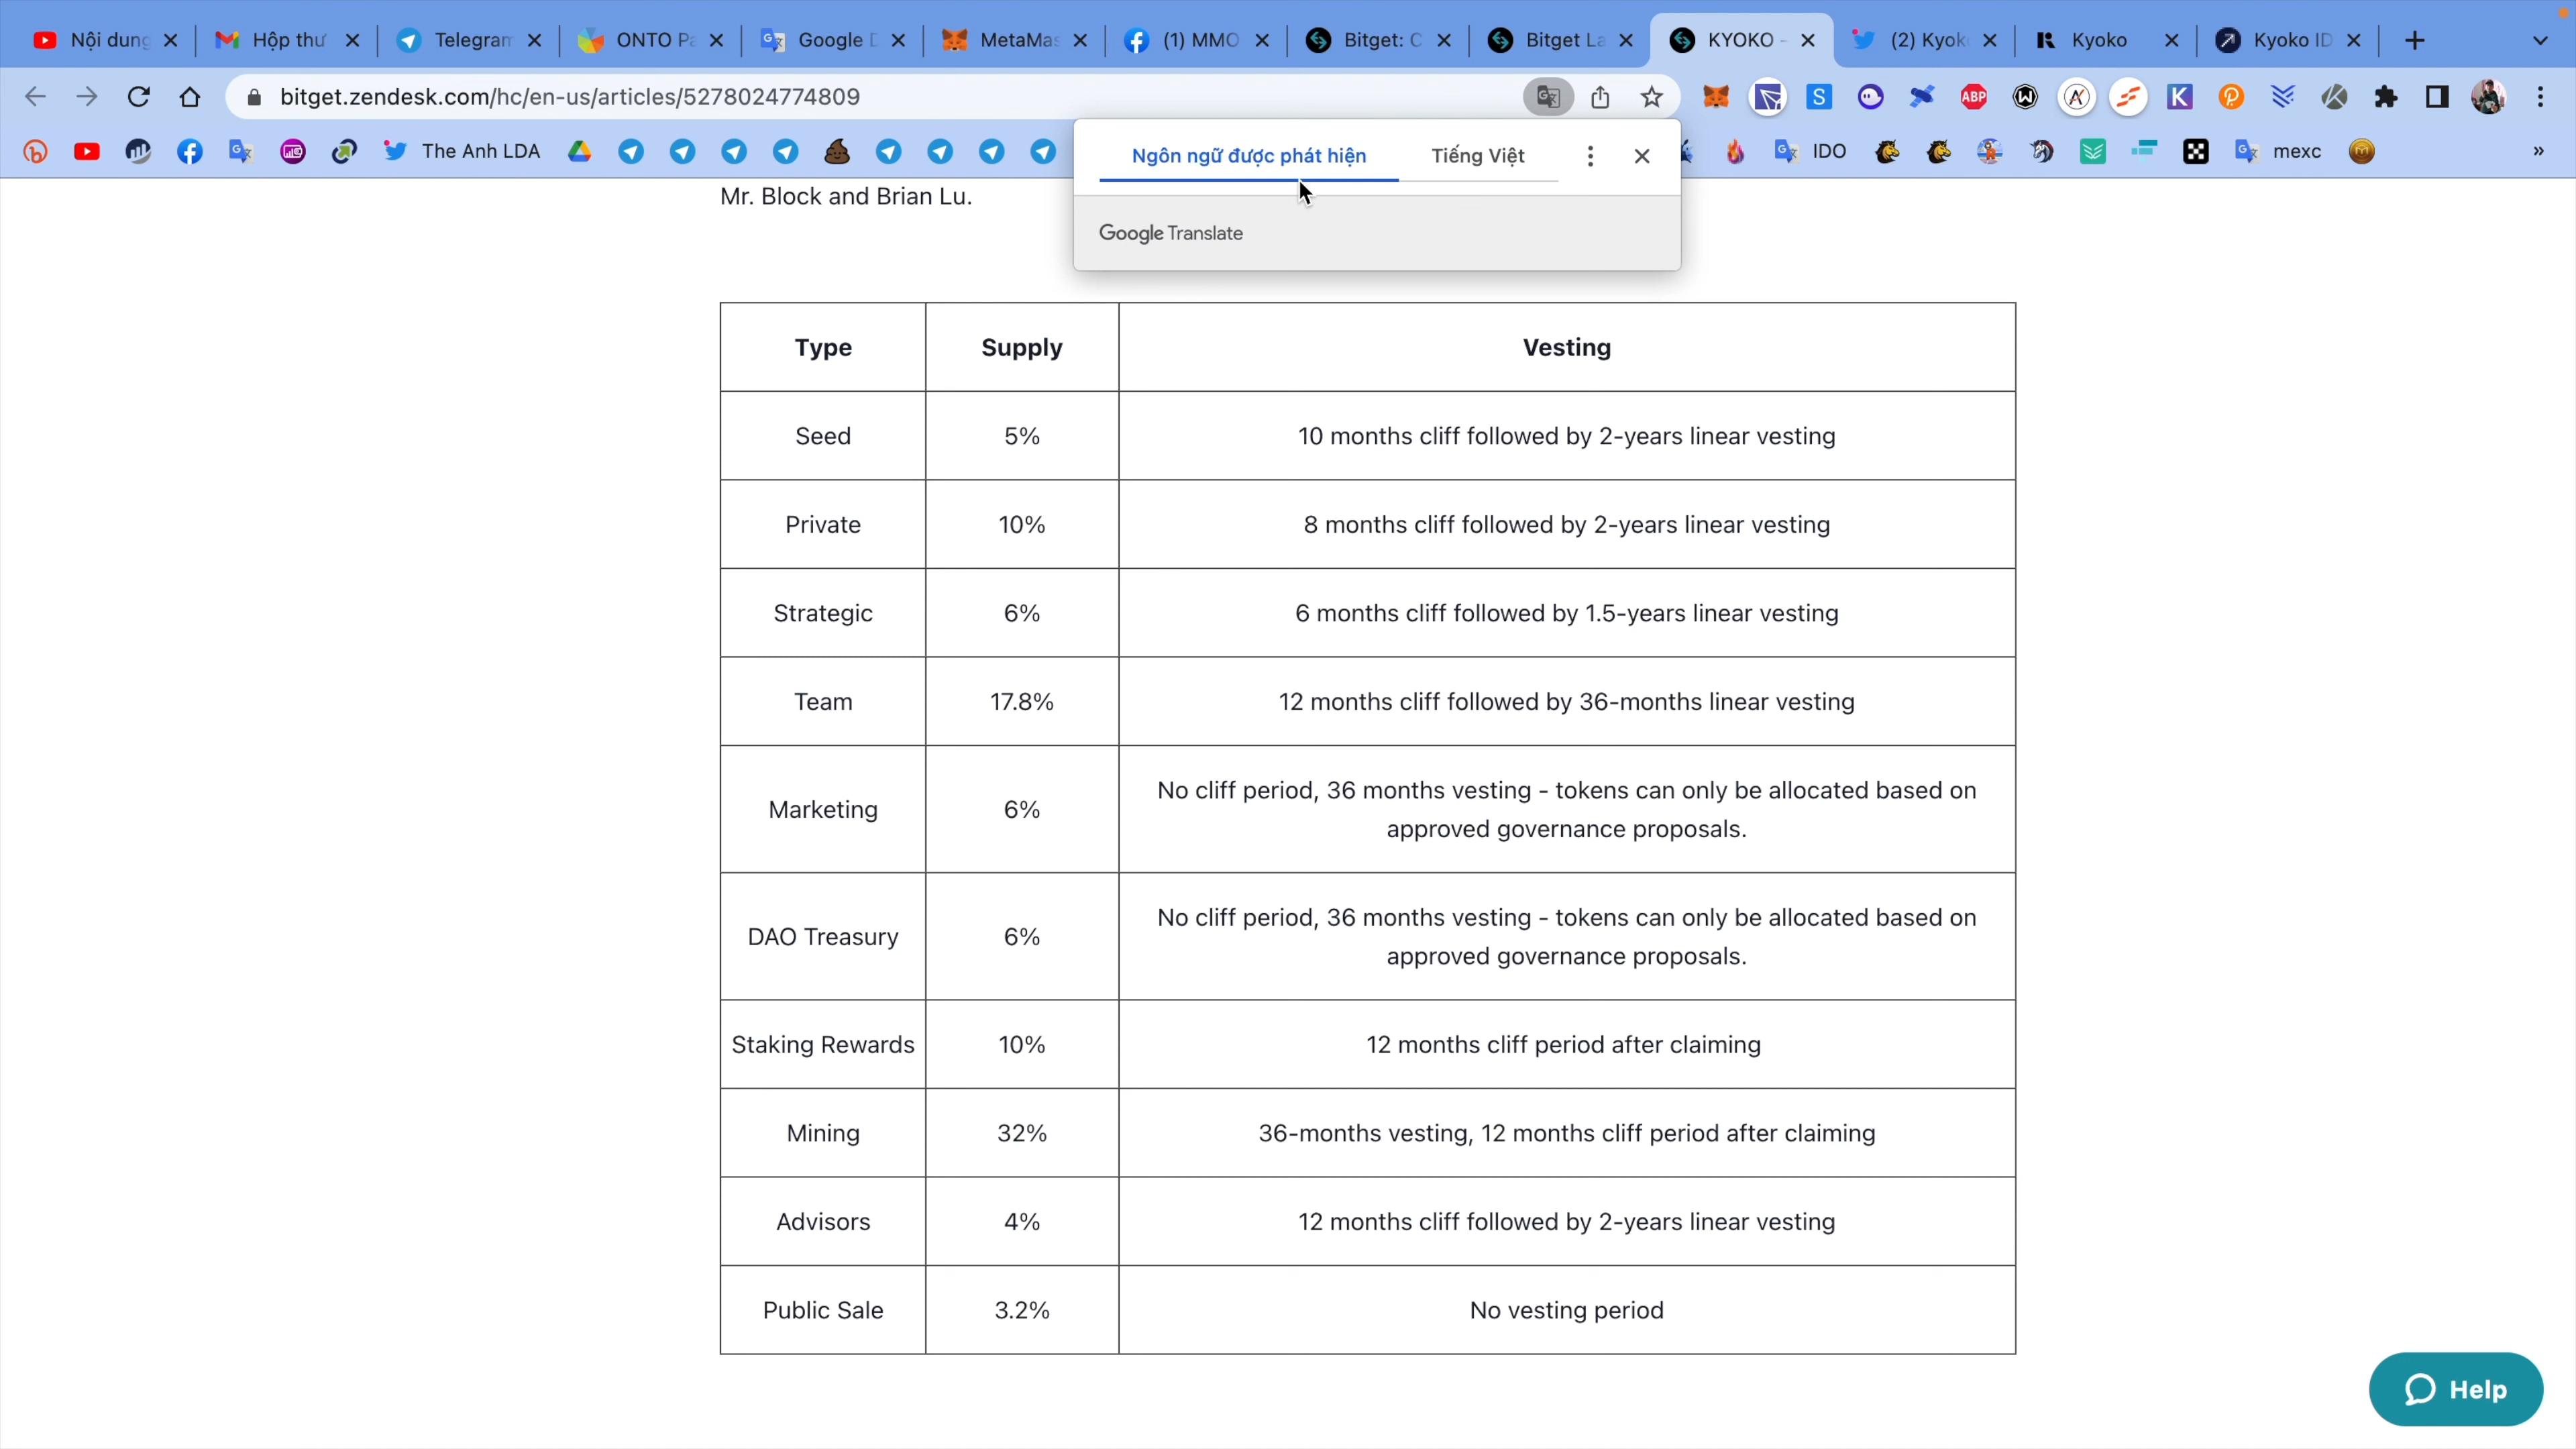 Nội dung
Hộp thư
Telegram
ONTO Pa
Google D
MetaMas
(1) MMO
Bitget: C
Bitget La
KYOKO -
(2) Kyoko
Kyoko
Kyoko ID
bitget.zendesk.com/hc/en-us/articles/5278024774809
ABP
The Anh LDA
IDO
mexc
Ngôn ngữ được phát hiện
Tiếng Việt
Google Translate
Mr. Block and Brian Lu.
Type Supply Vesting
Seed 5% 10 months cliff followed by 2-years linear vesting
Private 10% 8 months cliff followed by 2-years linear vesting
Strategic 6% 6 months cliff followed by 1.5-years linear vesting
Team 17.8% 12 months cliff followed by 36-months linear vesting
Marketing 6% No cliff period, 36 months vesting - tokens can only be allocated based on
approved governance proposals.
DAO Treasury 6% No cliff period, 36 months vesting - tokens can only be allocated based on
approved governance proposals.
Staking Rewards 10% 12 months cliff period after claiming
Mining 32% 36-months vesting, 12 months cliff period after claiming
Advisors 4% 12 months cliff followed by 2-years linear vesting
Public Sale 3.2% No vesting period
Help